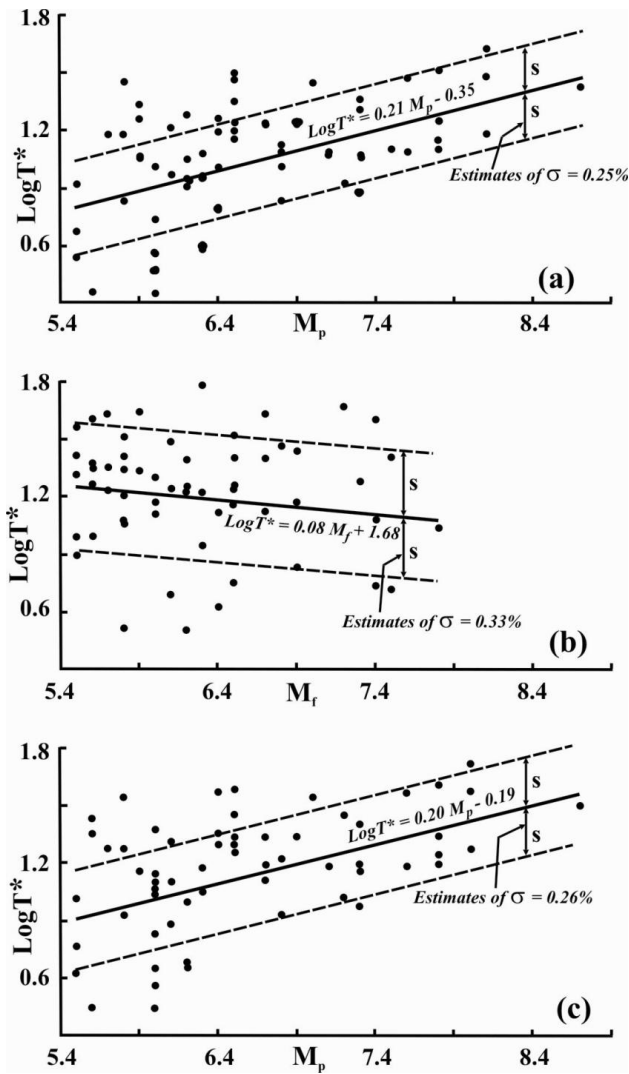 1.8
1.2
0.6
LogT*
S
S
LogT* = 0.21 Mp - 0.35
Estimates of σ = 0.25%
(a)
5.4 6.4 7.4 8.4
Mp
1.8
1.2
0.6
LogT*
S
S
LogT* = 0.08 Mf + 1.68
Estimates of σ = 0.33%
(b)
5.4 6.4 7.4 8.4
Mf
1.8
1.2
0.6
LogT*
S
S
LogT* = 0.20 Mp - 0.19
Estimates of σ = 0.26%
(c)
5.4 6.4 7.4 8.4
Mp